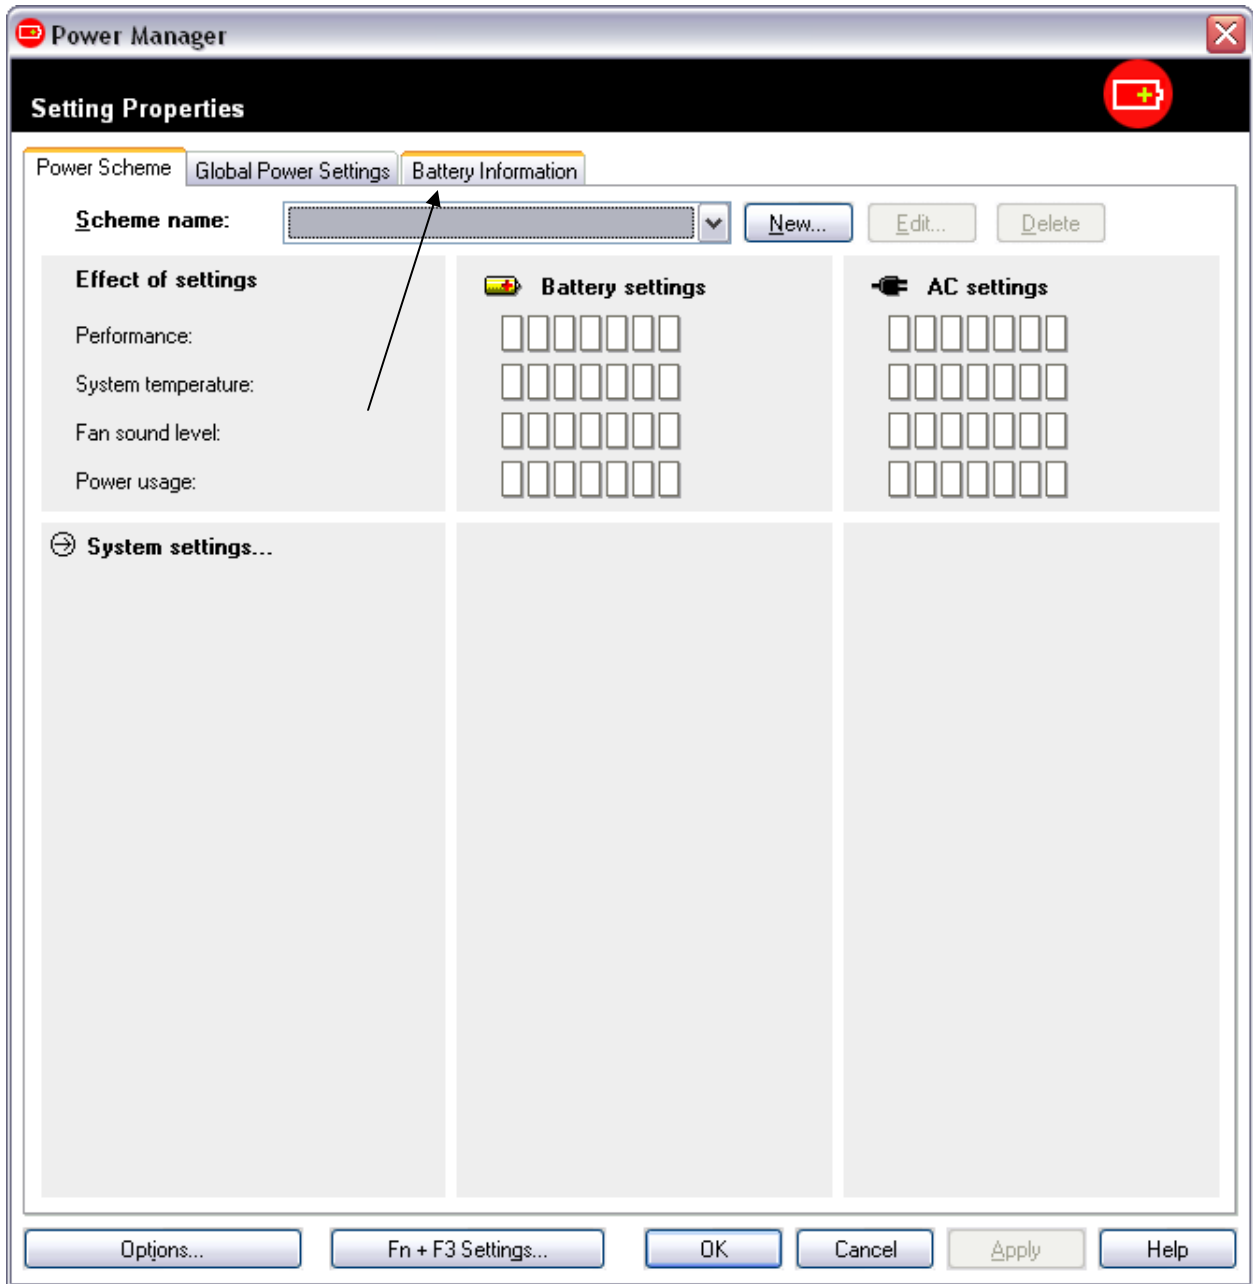 Power Manager
Setting Properties
Power Scheme Global Power Settings Battery Information
Scheme name: New... Edit... Delete
Effect of settings Battery settings AC settings
Performance:
System temperature:
Fan sound level:
Power usage:
System settings...
Options... Fn + F3 Settings... OK Cancel Apply Help